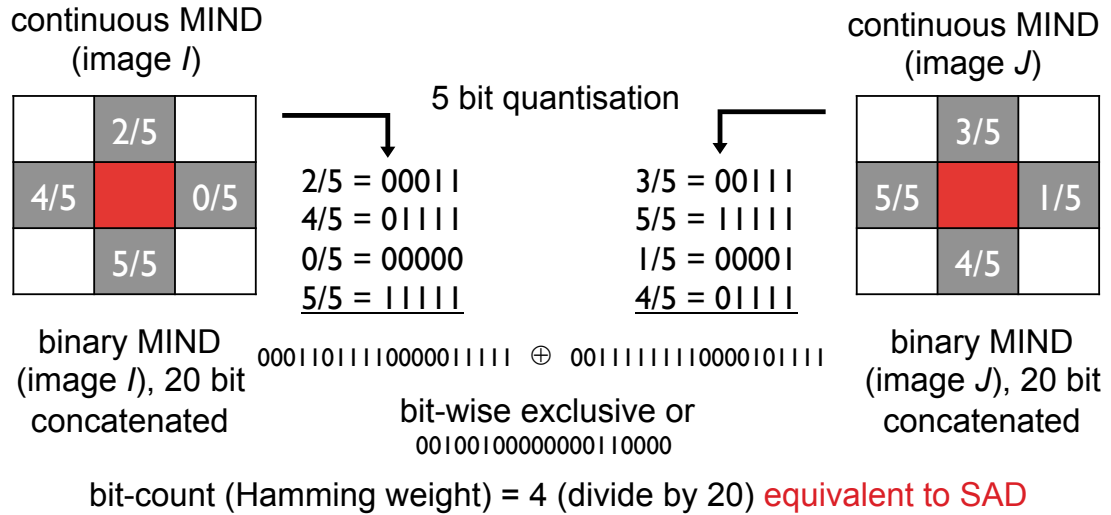 continuous MIND
(image I)
2/5
4/5
0/5
5/5
binary MIND
(image I), 20 bit
concatenated
5 bit quantisation
2/5 = 00011
4/5 = 01111
0/5 = 00000
5/5 = 11111
3/5 = 00111
5/5 = 11111
1/5 = 00001
4/5 = 01111
00011011110000011111 ⊕ 00111111110000101111
bit-wise exclusive or
00100100000000110000
continuous MIND
(image J)
3/5
5/5
1/5
4/5
binary MIND
(image J), 20 bit
concatenated
bit-count (Hamming weight) = 4 (divide by 20) equivalent to SAD